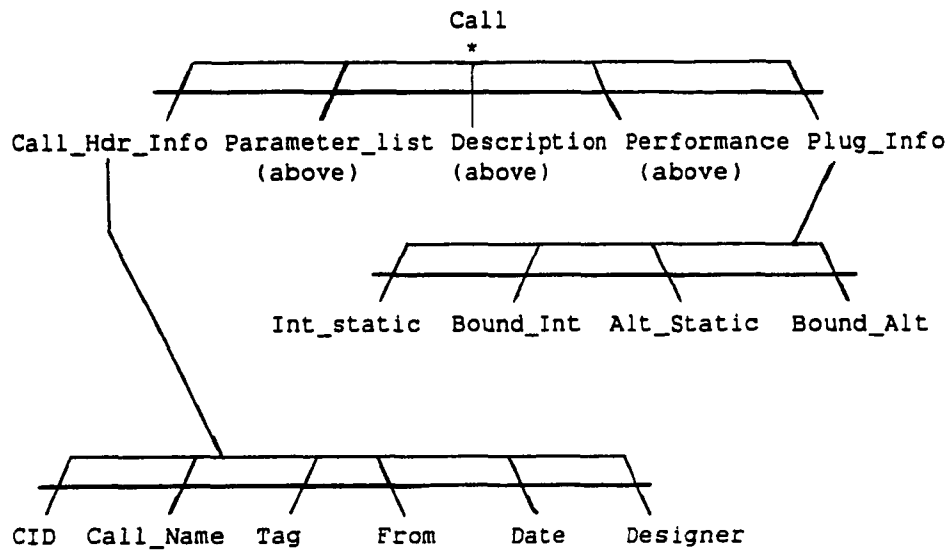 Call
*
Call_Hdr_Info Parameter_list Description Performance Plug_Info
(above) (above) (above)
Int_static Bound_Int Alt_Static Bound_Alt
CID Call_Name Tag From Date Designer